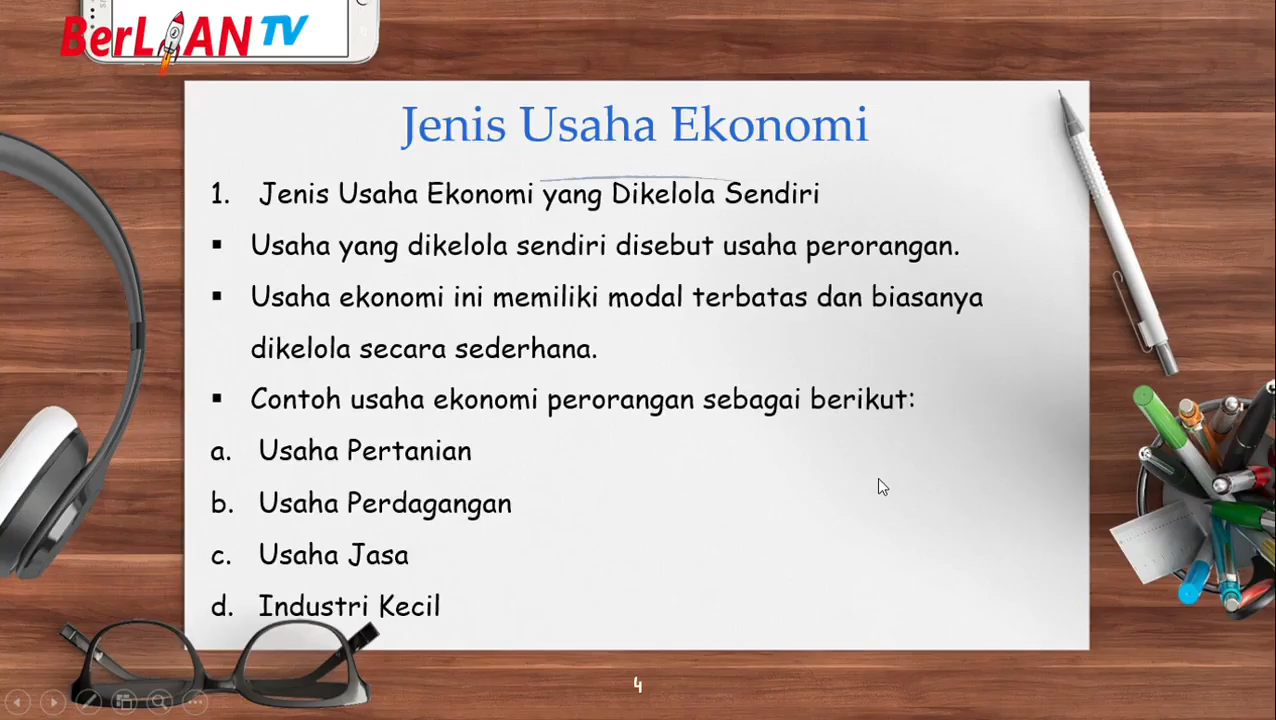 BerLIAN TV
Jenis Usaha Ekonomi
1. Jenis Usaha Ekonomi yang Dikelola Sendiri
▪ Usaha yang dikelola sendiri disebut usaha perorangan.
▪ Usaha ekonomi ini memiliki modal terbatas dan biasanya
dikelola secara sederhana.
▪ Contoh usaha ekonomi perorangan sebagai berikut:
a. Usaha Pertanian
b. Usaha Perdagangan
c. Usaha Jasa
d. Industri Kecil
4